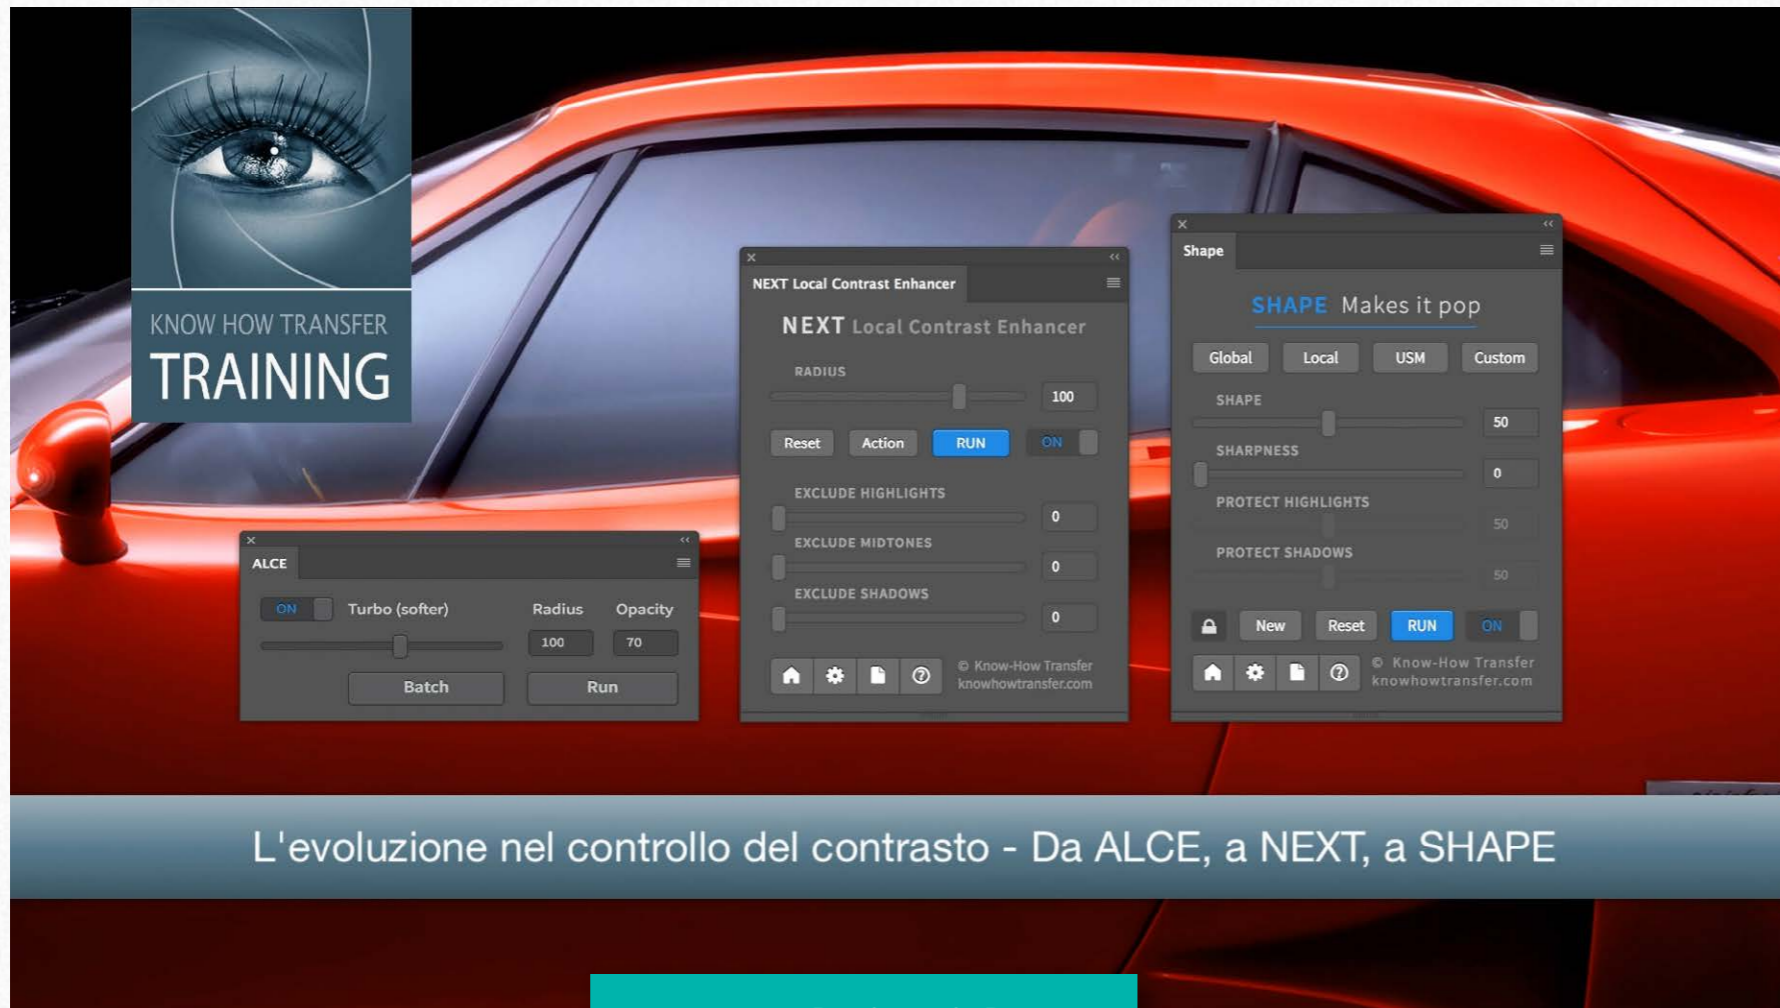 KNOW HOW TRANSFER
TRAINING
ALCE
ON
Turbo (softer)
Radius
Opacity
100
70
Batch
Run
NEXT Local Contrast Enhancer
NEXT Local Contrast Enhancer
RADIUS
100
Reset
Action
RUN
ON
EXCLUDE HIGHLIGHTS
0
EXCLUDE MIDTONES
0
EXCLUDE SHADOWS
0
© Know-How Transfer
knowhowtransfer.com
Shape
SHAPE Makes it pop
Global
Local
USM
Custom
SHAPE
50
SHARPNESS
0
PROTECT HIGHLIGHTS
50
PROTECT SHADOWS
50
New
Reset
RUN
ON
© Know-How Transfer
knowhowtransfer.com
L'evoluzione nel controllo del contrasto - Da ALCE, a NEXT, a SHAPE